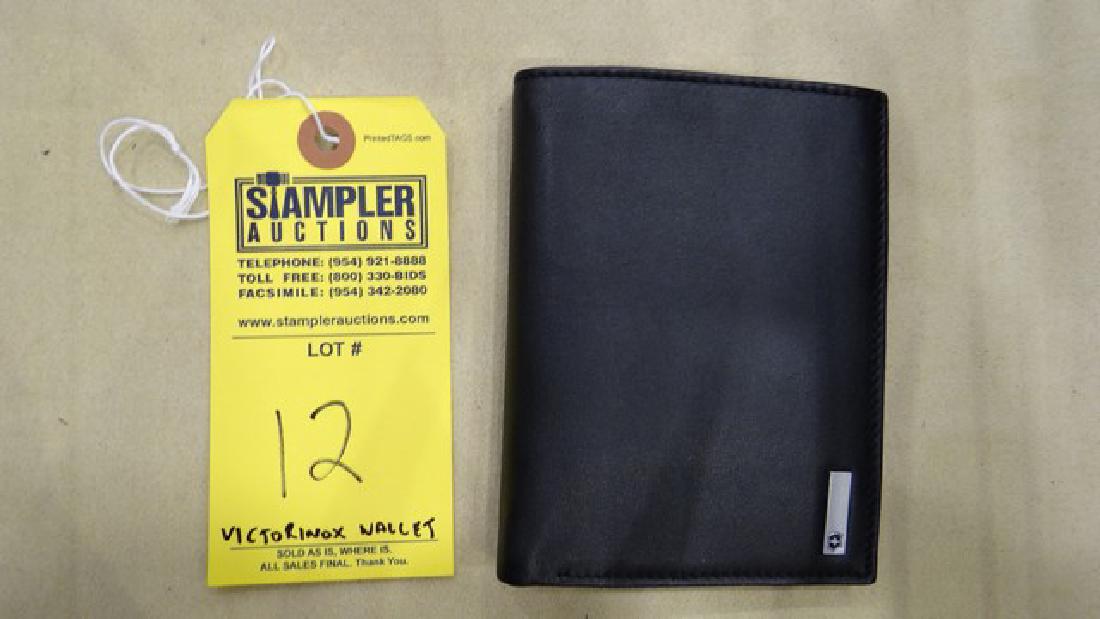 PrintedTAGS.com
STAMPLER
AUCTIONS
TELEPHONE: (954) 921-8888
TOLL FREE: (800) 330-BIDS
FACSIMILE: (954) 342-2080
www.stamplerauctions.com
LOT #
12
VICTORINOX WALLET
SOLD AS IS, WHERE IS.
ALL SALES FINAL. Thank You.